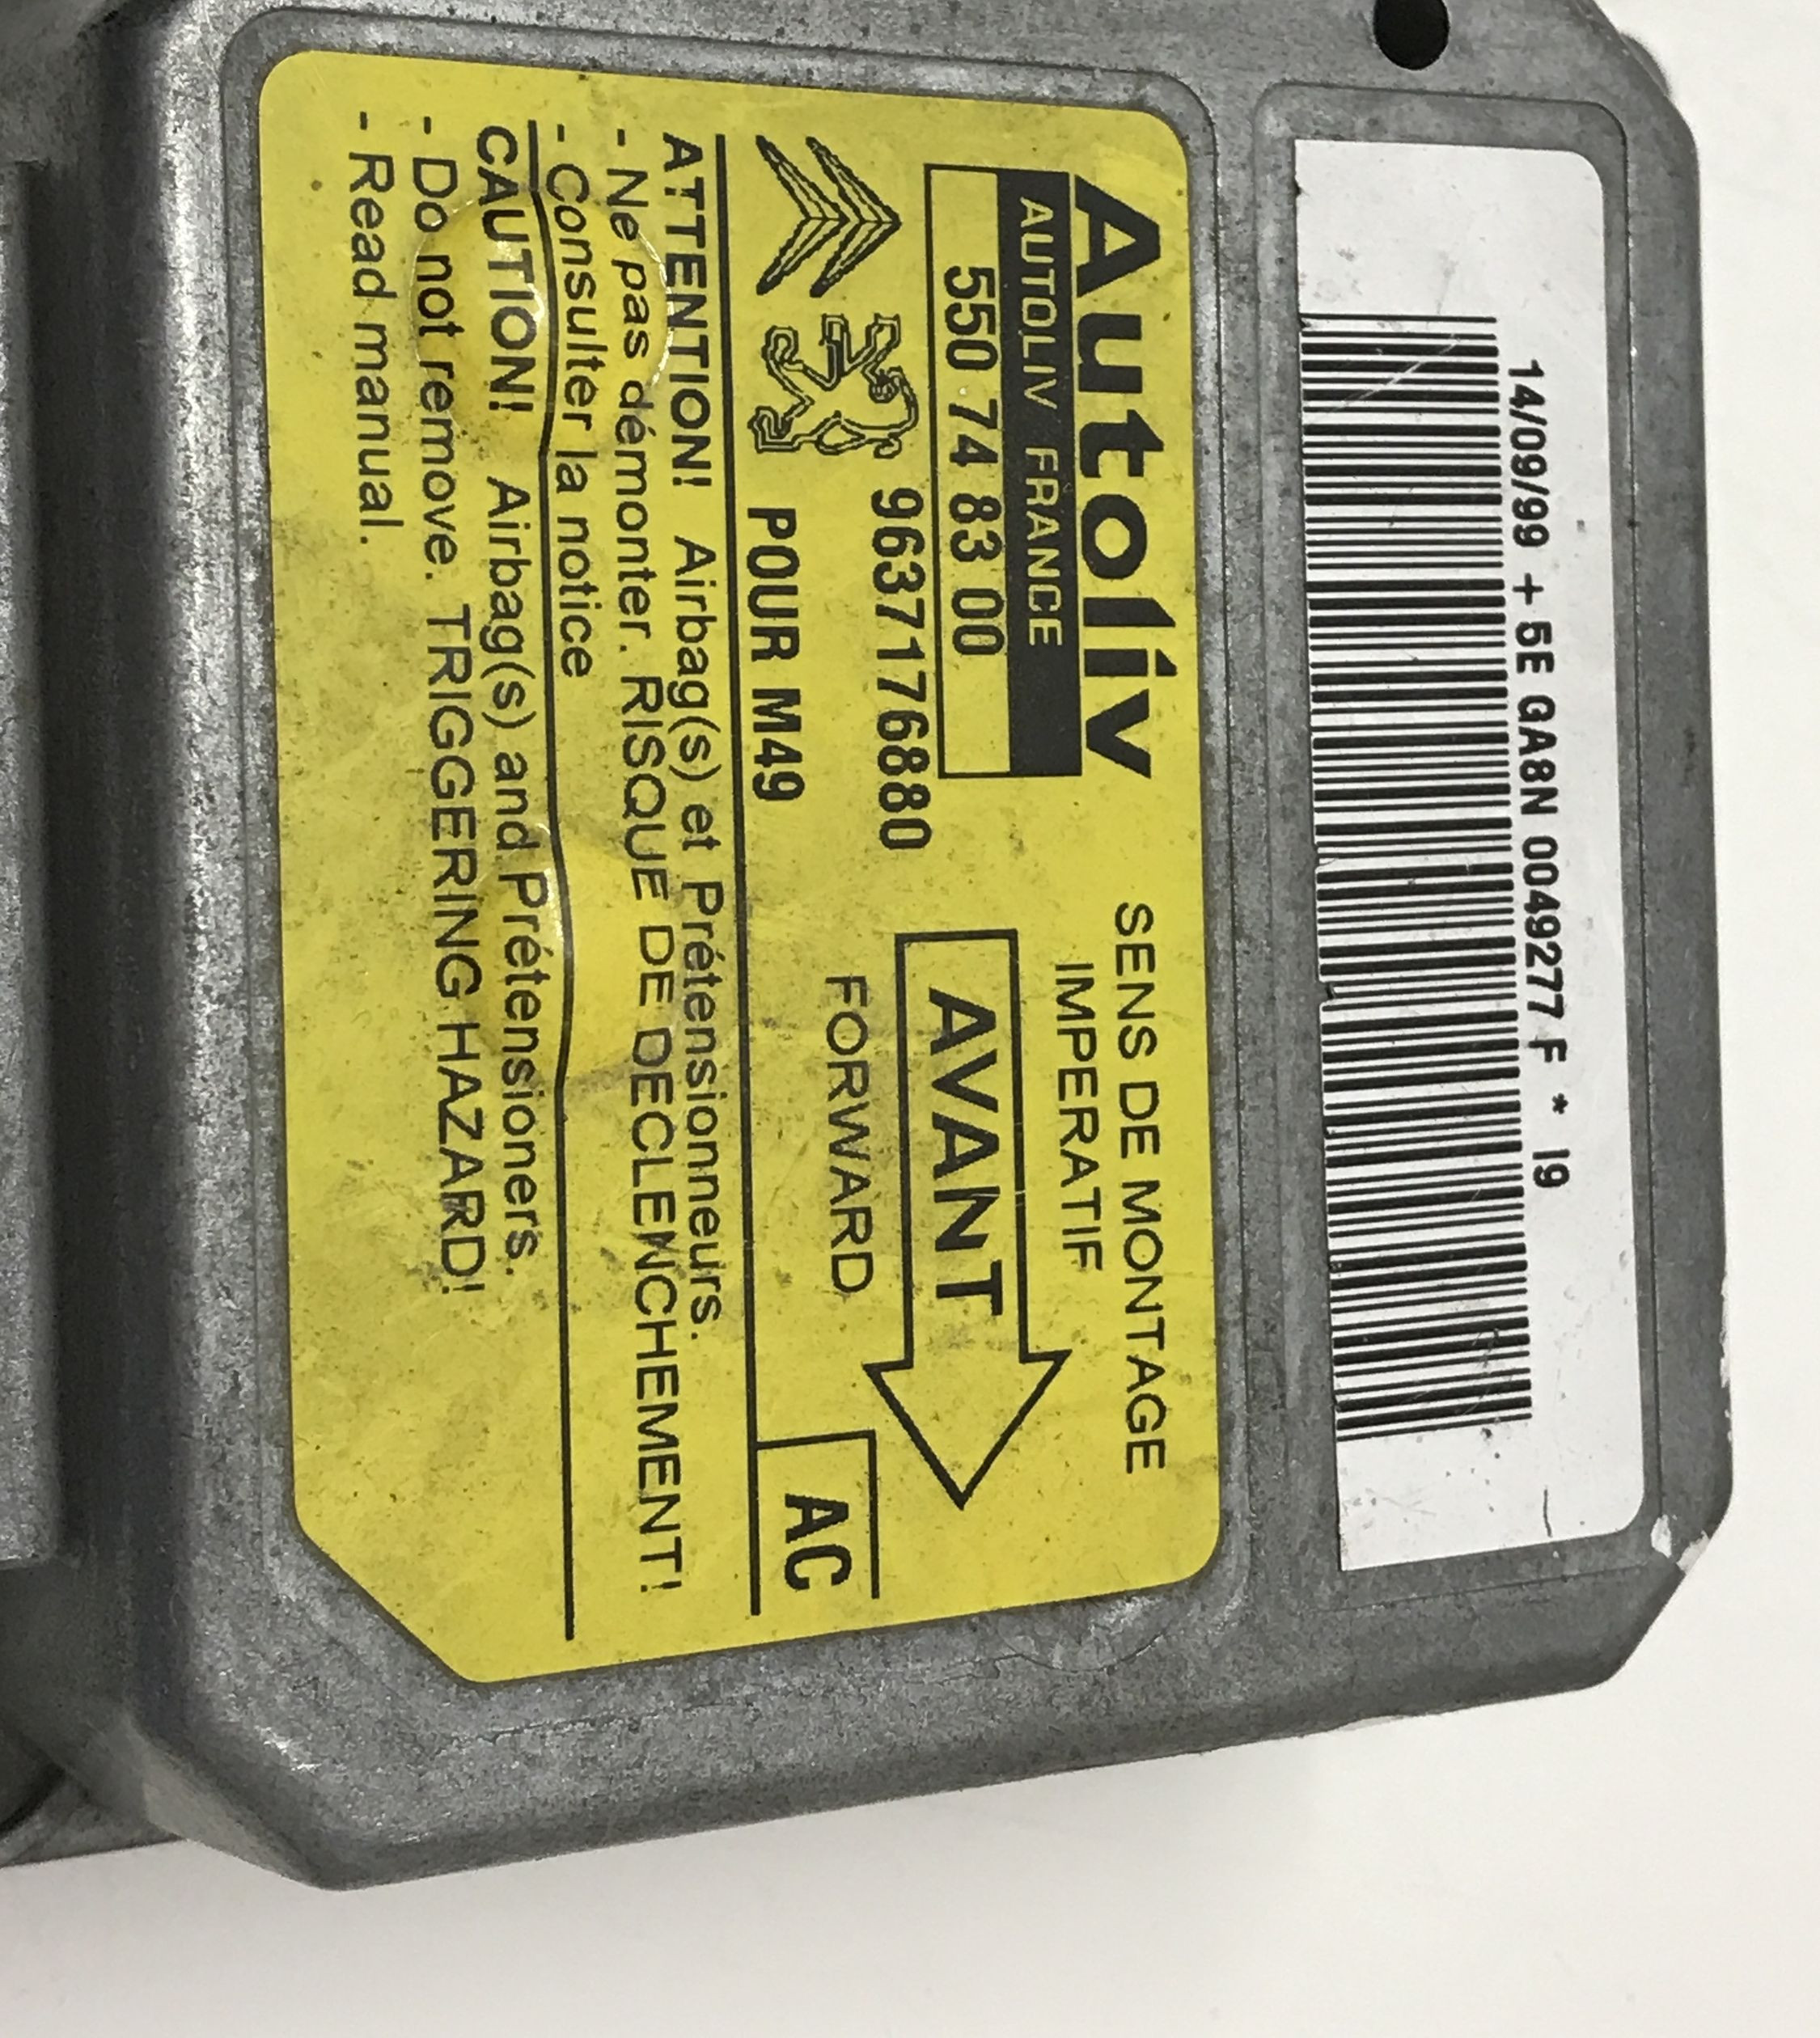 14/09/99 + 5E GA8N 0049277 F * I9
Autoliv
AUTOLIV FRANCE
550 74 83 00
9637176880
POUR M49
SENS DE MONTAGE
IMPERATIF
AVANT
FORWARD
AC
ATTENTION! Airbag(s) et Prétensionneurs.
- Ne pas démonter. RISQUE DE DECLENCHEMENT!
- Consulter la notice
CAUTION! Airbag(s) and Prétensioners.
- Do not remove. TRIGGERING HAZARD!
- Read manual.